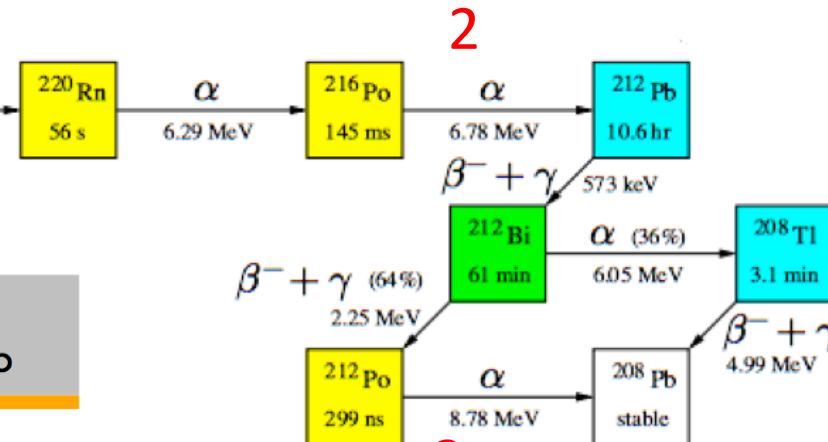 2
²²⁰Rn α ²¹⁶Po α ²¹²Pb
56 s 6.29 MeV 145 ms 6.78 MeV 10.6 hr
β⁻ + γ 573 keV
²¹²Bi α (36%) ²⁰⁸Tl
β⁻ + γ (64%) 61 min 6.05 MeV 3.1 min
2.25 MeV β⁻ + γ
4.99 MeV
²¹²Po α ²⁰⁸Pb
299 ns 8.78 MeV stable